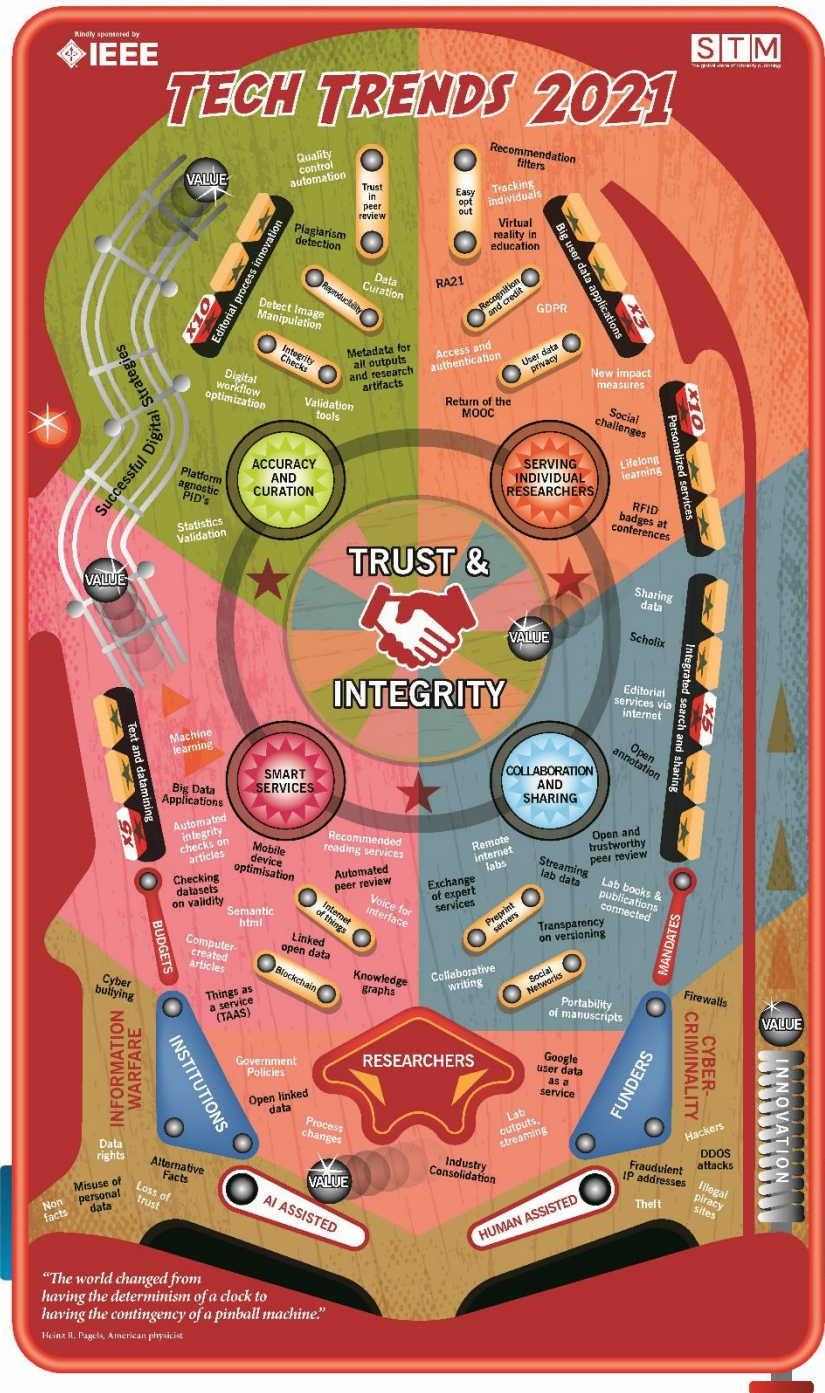 Kindly sponsored by
IEEE
STM
The global voice of scholarly publishing
TECH TRENDS 2021
VALUE
Successful Digital Strategies
VALUE
x10
Editorial process innovation
Quality
control
automation
Trust
in
peer
review
Plagiarism
detection
Reproducibility
Data
Curation
Detect Image
Manipulation
Integrity
Checks
Metadata for
all outputs
and research
artifacts
Digital
workflow
optimization
Validation
tools
Platform
agnostic
PiD's
Statistics
Validation
ACCURACY
AND
CURATION
Easy
opt
out
Recommendation
filters
Tracking
individuals
Virtual
reality in
education
Big user data applications
x3
RA21
Recognition
and credit
GDPR
Access and
authentication
User data
privacy
Return of the
MOOC
New impact
measures
Social
challenges
Lifelong
learning
RFID
badges at
conferences
x10
Personalized services
SERVING
INDIVIDUAL
RESEARCHERS
TRUST &
INTEGRITY
VALUE
Sharing
data
Scholix
Editorial
services via
internet
Open
annotation
Integrated search and sharing
x5
Text and datamining
x5
Machine
learning
Big Data
Applications
Automated
integrity
checks on
articles
Checking
datasets
on validity
SMART
SERVICES
Mobile
device
optimisation
Recommended
reading services
Automated
peer review
Voice for
interface
Internet
of things
Semantic
html
Linked
open data
Computer-
created
articles
Blockchain
Knowledge
graphs
Things as
a service
(TAAS)
BUDGETS
COLLABORATION
AND
SHARING
Remote
internet
labs
Streaming
lab data
Open and
trustworthy
peer review
Exchange
of expert
services
Preprint
servers
Lab books &
publications
connected
Transparency
on versioning
Collaborative
writing
Social
Networks
Portability
of manuscripts
MANDATES
Cyber
bullying
INFORMATION
WARFARE
INSTITUTIONS
Data
rights
Alternative
Facts
Misuse of
personal
data
Non
facts
Loss of
trust
Government
Policies
Open linked
data
Process
changes
RESEARCHERS
VALUE
Google
user data
as a
service
Lab
outputs,
streaming
Industry
Consolidation
AI ASSISTED
HUMAN ASSISTED
FUNDERS
Firewalls
CYBER-
CRIMINALITY
Hackers
DDOS
attacks
Fraudulent
IP addresses
Theft
Illegal
piracy
sites
VALUE
INNOVATION
"The world changed from
having the determinism of a clock to
having the contingency of a pinball machine."
Heinz R. Pagels, American physicist